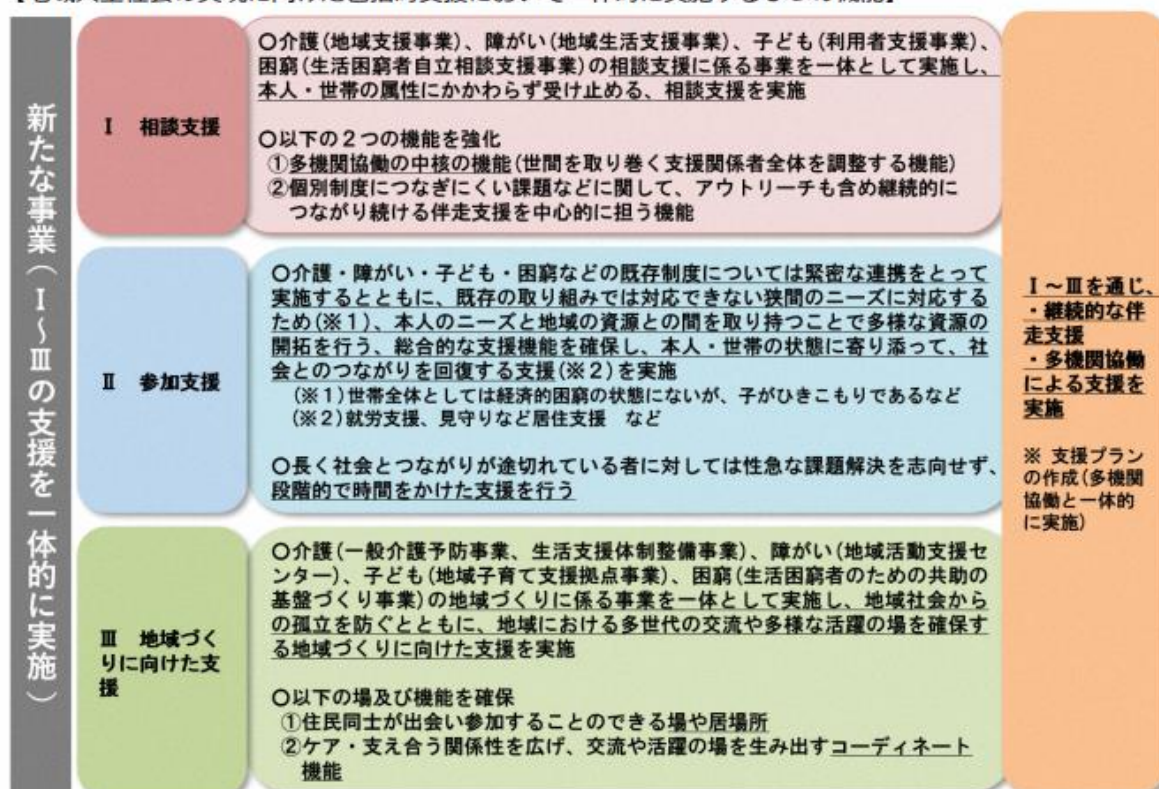 新たな事業（Ⅰ～Ⅲの支援を一体的に実施）
Ⅰ 相談支援
○介護(地域支援事業)、障がい(地域生活支援事業)、子ども(利用者支援事業)、
困窮(生活困窮者自立相談支援事業)の相談支援に係る事業を一体として実施し、
本人・世帯の属性にかかわらず受け止める、相談支援を実施
○以下の２つの機能を強化
①多機関協働の中核の機能(世間を取り巻く支援関係者全体を調整する機能)
②個別制度につなぎにくい課題などに関して、アウトリーチも含め継続的に
つながり続ける伴走支援を中心的に担う機能
Ⅱ 参加支援
○介護・障がい・子ども・困窮などの既存制度については緊密な連携をとって
実施するとともに、既存の取り組みでは対応できない狭間のニーズに対応する
ため(※１)、本人のニーズと地域の資源との間を取り持つことで多様な資源の
開拓を行う、総合的な支援機能を確保し、本人・世帯の状態に寄り添って、社
会とのつながりを回復する支援(※２)を実施
(※１)世帯全体としては経済的困窮の状態にないが、子がひきこもりであるなど
(※２)就労支援、見守りなど居住支援 など
○長く社会とつながりが途切れている者に対しては性急な課題解決を志向せず、
段階的で時間をかけた支援を行う
Ⅲ 地域づく
りに向けた支
援
○介護(一般介護予防事業、生活支援体制整備事業)、障がい(地域活動支援セ
ンター)、子ども(地域子育て支援拠点事業)、困窮(生活困窮者のための共助の
基盤づくり事業)の地域づくりに係る事業を一体として実施し、地域社会から
の孤立を防ぐとともに、地域における多世代の交流や多様な活躍の場を確保す
る地域づくりに向けた支援を実施
○以下の場及び機能を確保
①住民同士が出会い参加することのできる場や居場所
②ケア・支え合う関係性を広げ、交流や活躍の場を生み出すコーディネート
機能
Ⅰ～Ⅲを通じ、
・継続的な伴
走支援
・多機関協働
による支援を
実施
※ 支援プラン
の作成(多機関
協働と一体的
に実施)